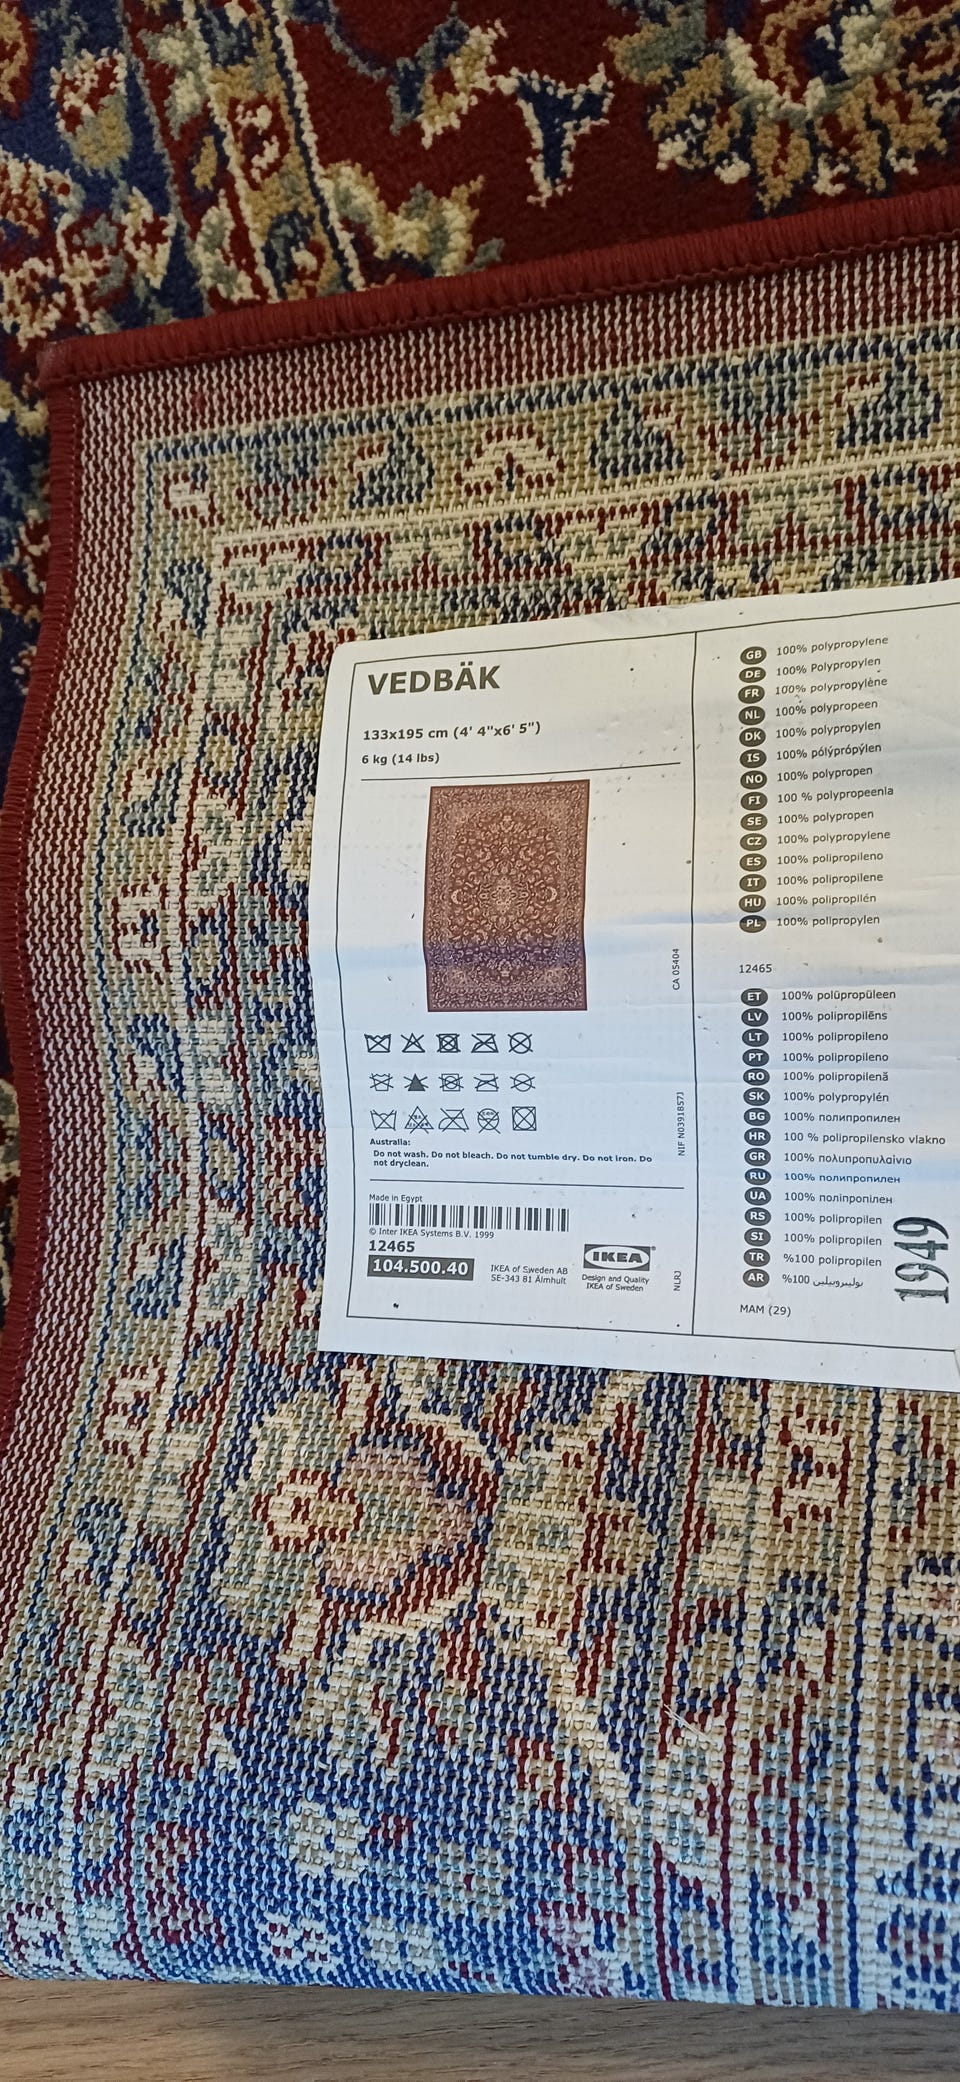 VEDBÄK
133x195 cm (4' 4"x6' 5")
6 kg (14 lbs)
CA 05404
NIF N0391857J
Australia:
Do not wash. Do not bleach. Do not tumble dry. Do not iron. Do
not dryclean.
Made in Egypt
© Inter IKEA Systems B.V. 1999
12465
104.500.40
IKEA of Sweden AB
SE-343 81 Älmhult
IKEA
®
Design and Quality
IKEA of Sweden
NLRJ
GB 100% polypropylene
DE 100% Polypropylen
FR 100% polypropylène
NL 100% polypropeen
DK 100% polypropylen
IS 100% pólýprópýlen
NO 100% polypropen
FI 100 % polypropeenia
SE 100% polypropen
CZ 100% polypropylene
ES 100% polipropileno
IT 100% polipropilene
HU 100% polipropilén
PL 100% polipropylen
12465
ET 100% polüpropüleen
LV 100% polipropilēns
LT 100% polipropileno
PT 100% polipropileno
RO 100% polipropilenă
SK 100% polypropylén
BG 100% полипропилен
HR 100 % polipropilensko vlakno
GR 100% πολυπροπυλαίνιο
RU 100% полипропилен
UA 100% поліпропілен
RS 100% polipropilen
SI 100% polipropilen
TR %100 polipropilen
AR %100 بوليبروبيلين
MAM (29)
1949